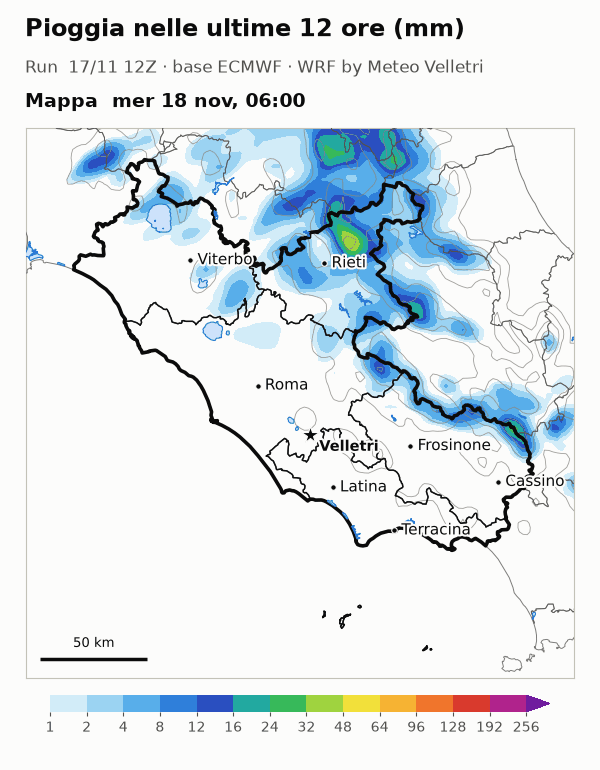 Pioggia nelle ultime 12 ore (mm)
Run  17/11 12Z · base ECMWF · WRF by Meteo Velletri
Mappa  mer 18 nov, 06:00
Viterbo
Rieti
Roma
Velletri
Frosinone
Latina
Cassino
Terracina
50 km
1 2 4 8 12 16 24 32 48 64 96 128 192 256